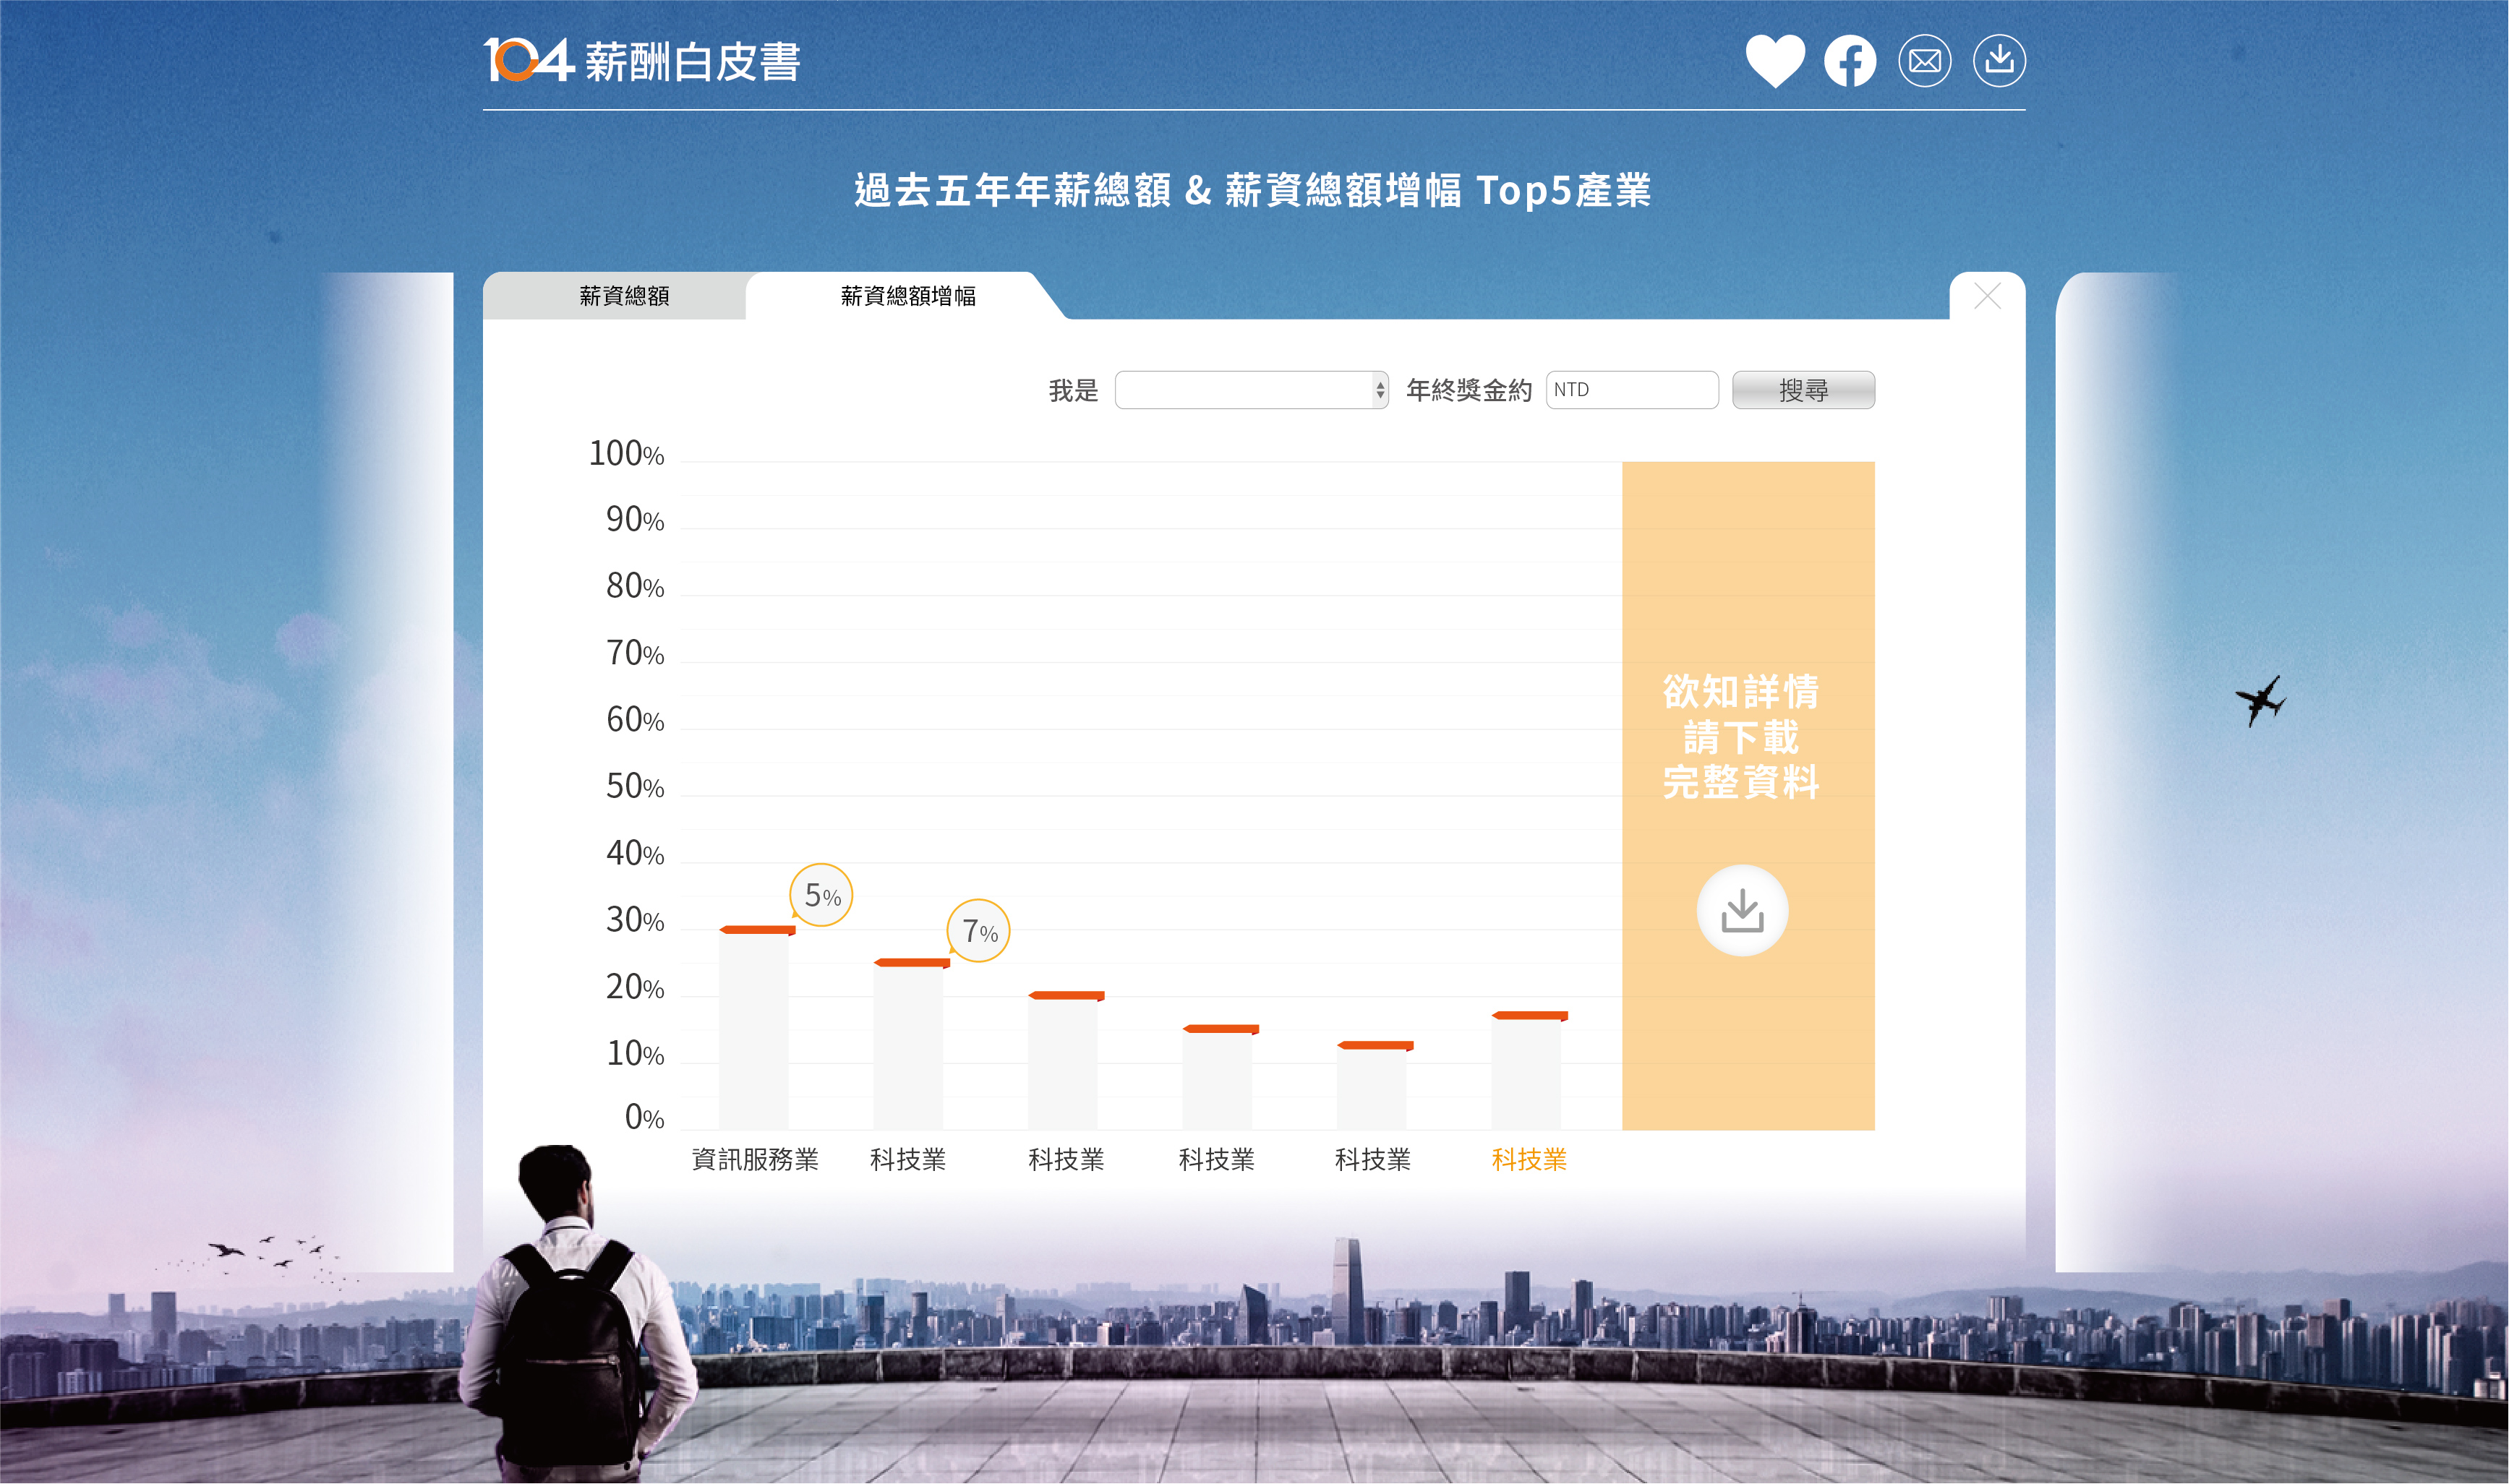 104 薪酬白皮書
過去五年年薪總額 & 薪資總額增幅 Top5產業
薪資總額
薪資總額增幅
我是
年終獎金約
NTD
搜尋
100%
90%
80%
70%
60%
50%
40%
30%
20%
10%
0%
5%
7%
欲知詳情
請下載
完整資料
資訊服務業
科技業
科技業
科技業
科技業
科技業